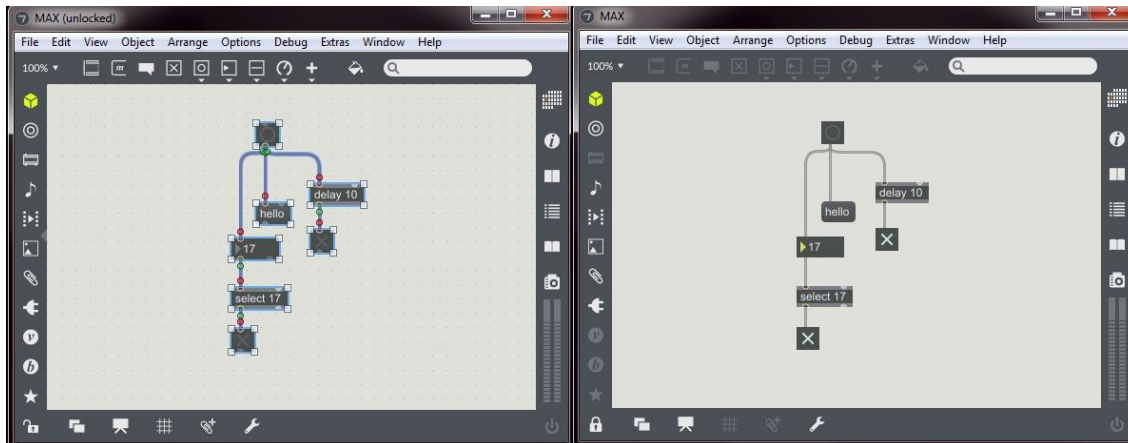 MAX (unlocked)
File Edit View Object Arrange Options Debug Extras Window Help
100%
m
hello
delay 10
17
select 17
i
v
b
MAX
File Edit View Object Arrange Options Debug Extras Window Help
100%
m
hello
delay 10
17
select 17
i
v
b